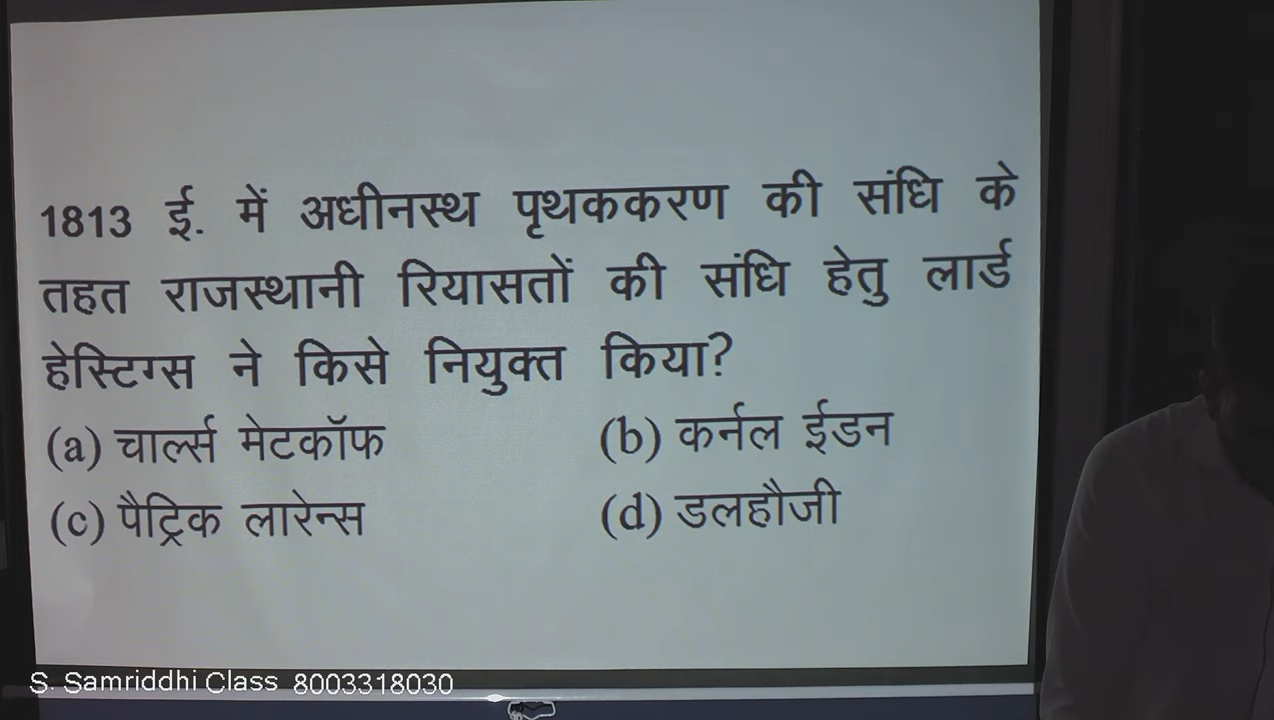 1813 ई. में अधीनस्थ पृथककरण की संधि के
तहत राजस्थानी रियासतों की संधि हेतु लार्ड
हेस्टिग्स ने किसे नियुक्त किया?
(a) चार्ल्स मेटकॉफ (b) कर्नल ईडन
(c) पैट्रिक लारेन्स (d) डलहौजी
S. Samriddhi Class 8003318030